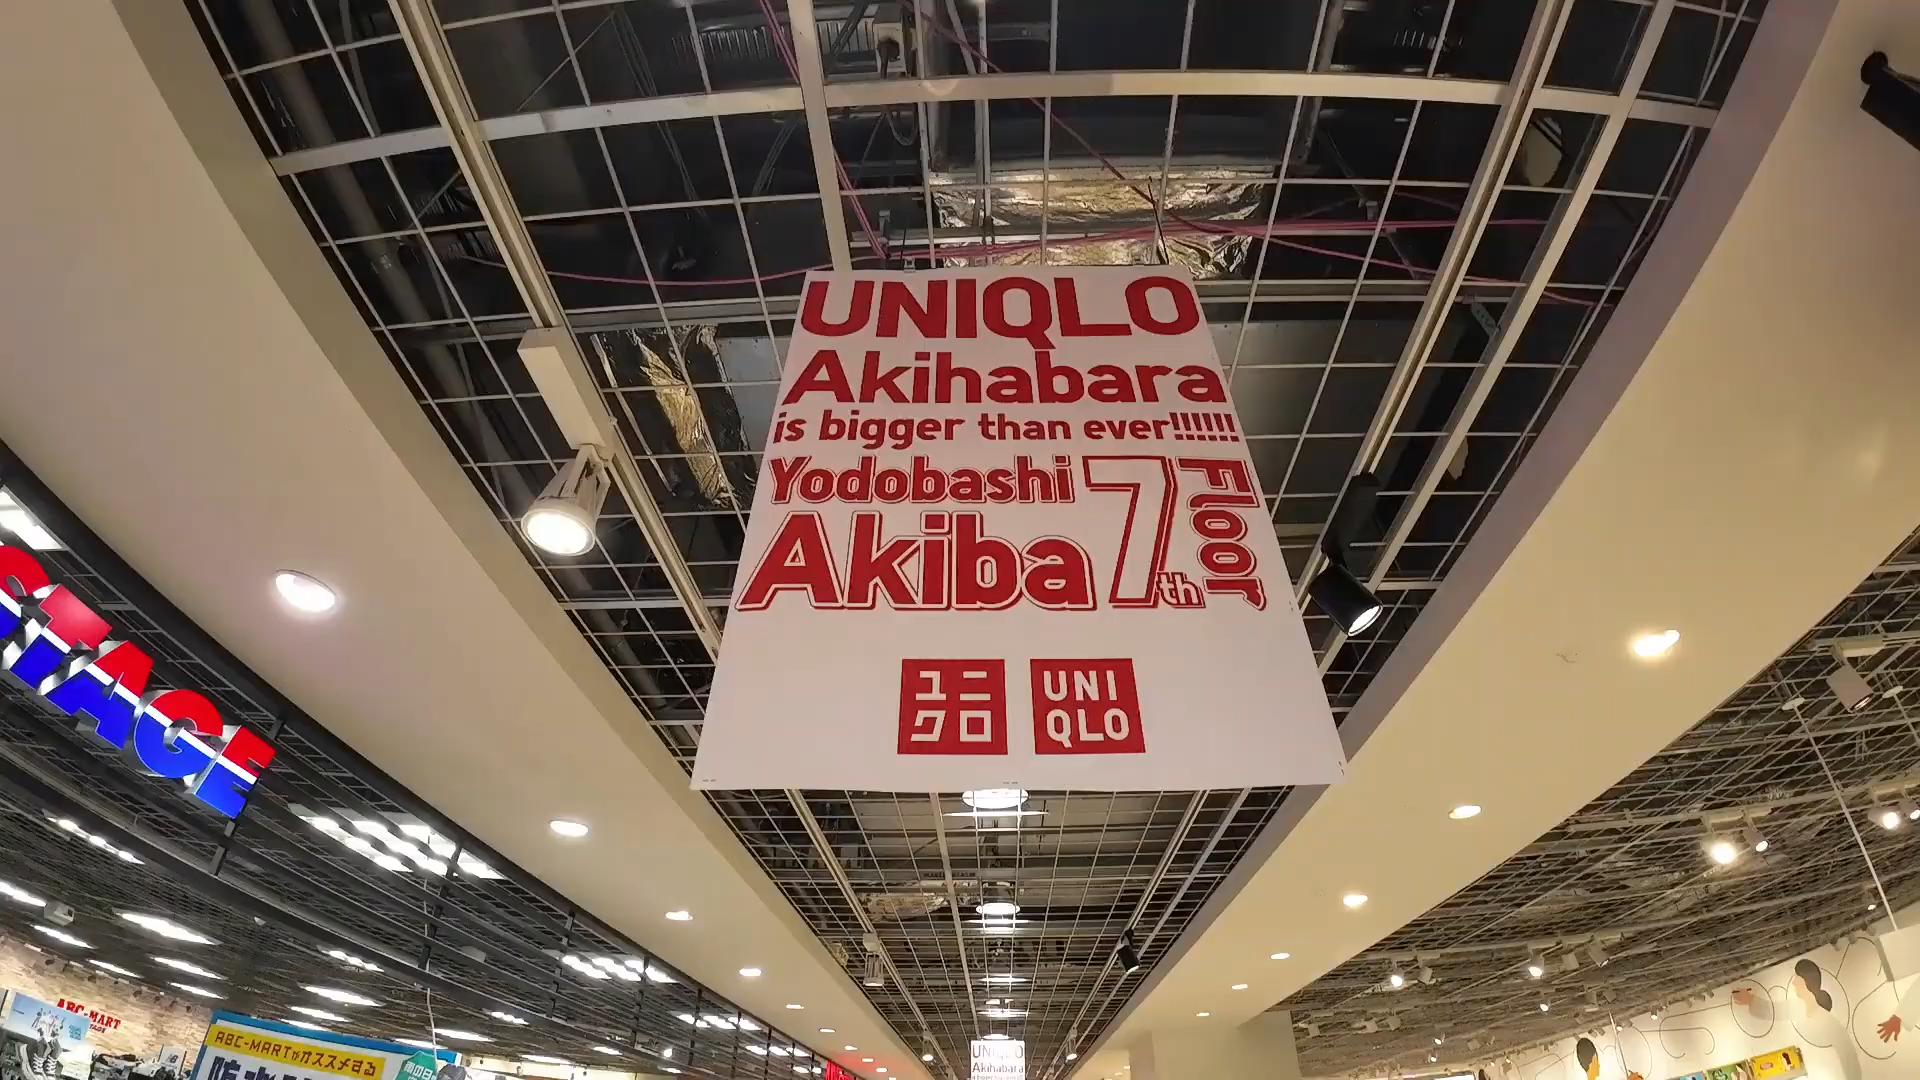 UNIQLO
Akihabara
is bigger than ever!!!!!!
Yodobashi
Akiba 7th Floor
ユニ
クロ
UNI
QLO
STAGE
ABC-MART
STAGE
ABC-MARTがオススメする
UNIQLO
Akihabara